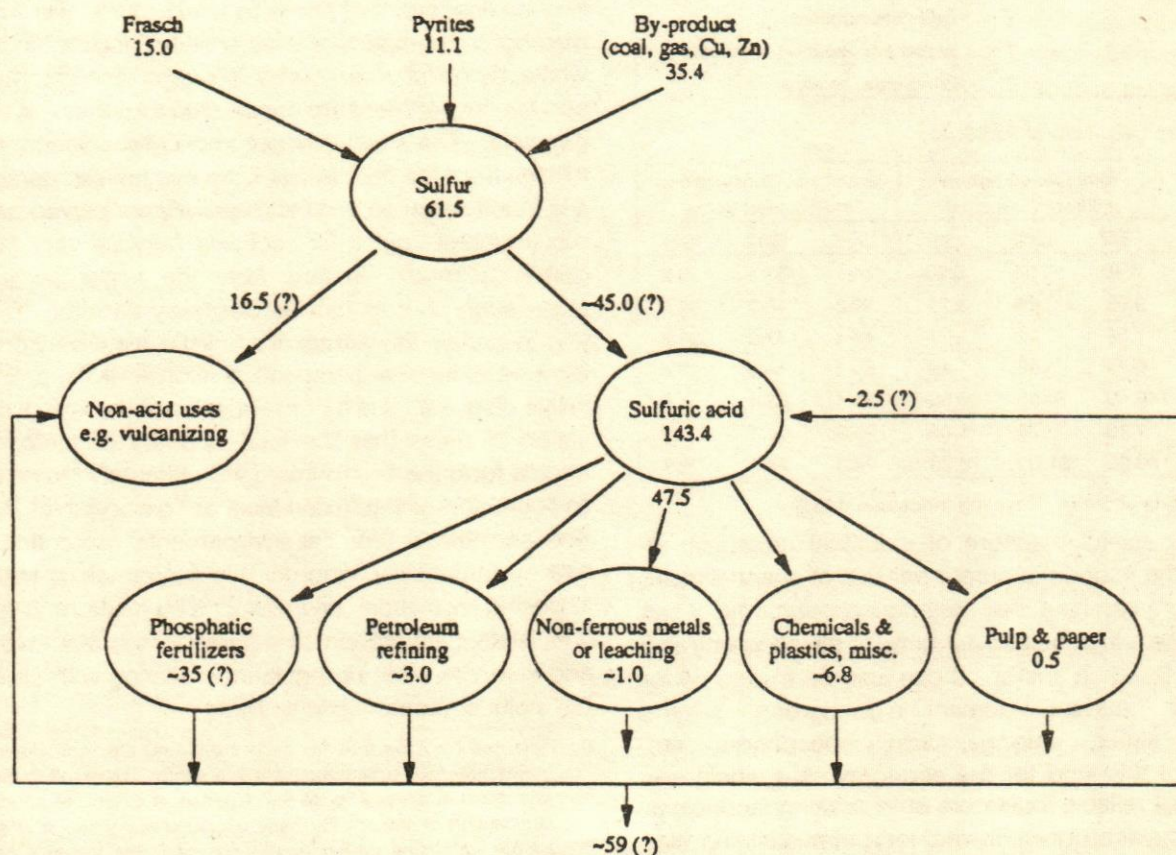 Frasch
15.0
Pyrites
11.1
By-product
(coal, gas, Cu, Zn)
35.4
Sulfur
61.5
16.5 (?)
~45.0 (?)
Non-acid uses
e.g. vulcanizing
Sulfuric acid
143.4
~2.5 (?)
47.5
Phosphatic
fertilizers
~35 (?)
Petroleum
refining
~3.0
Non-ferrous metals
or leaching
~1.0
Chemicals &
plastics, misc.
~6.8
Pulp & paper
0.5
~59 (?)